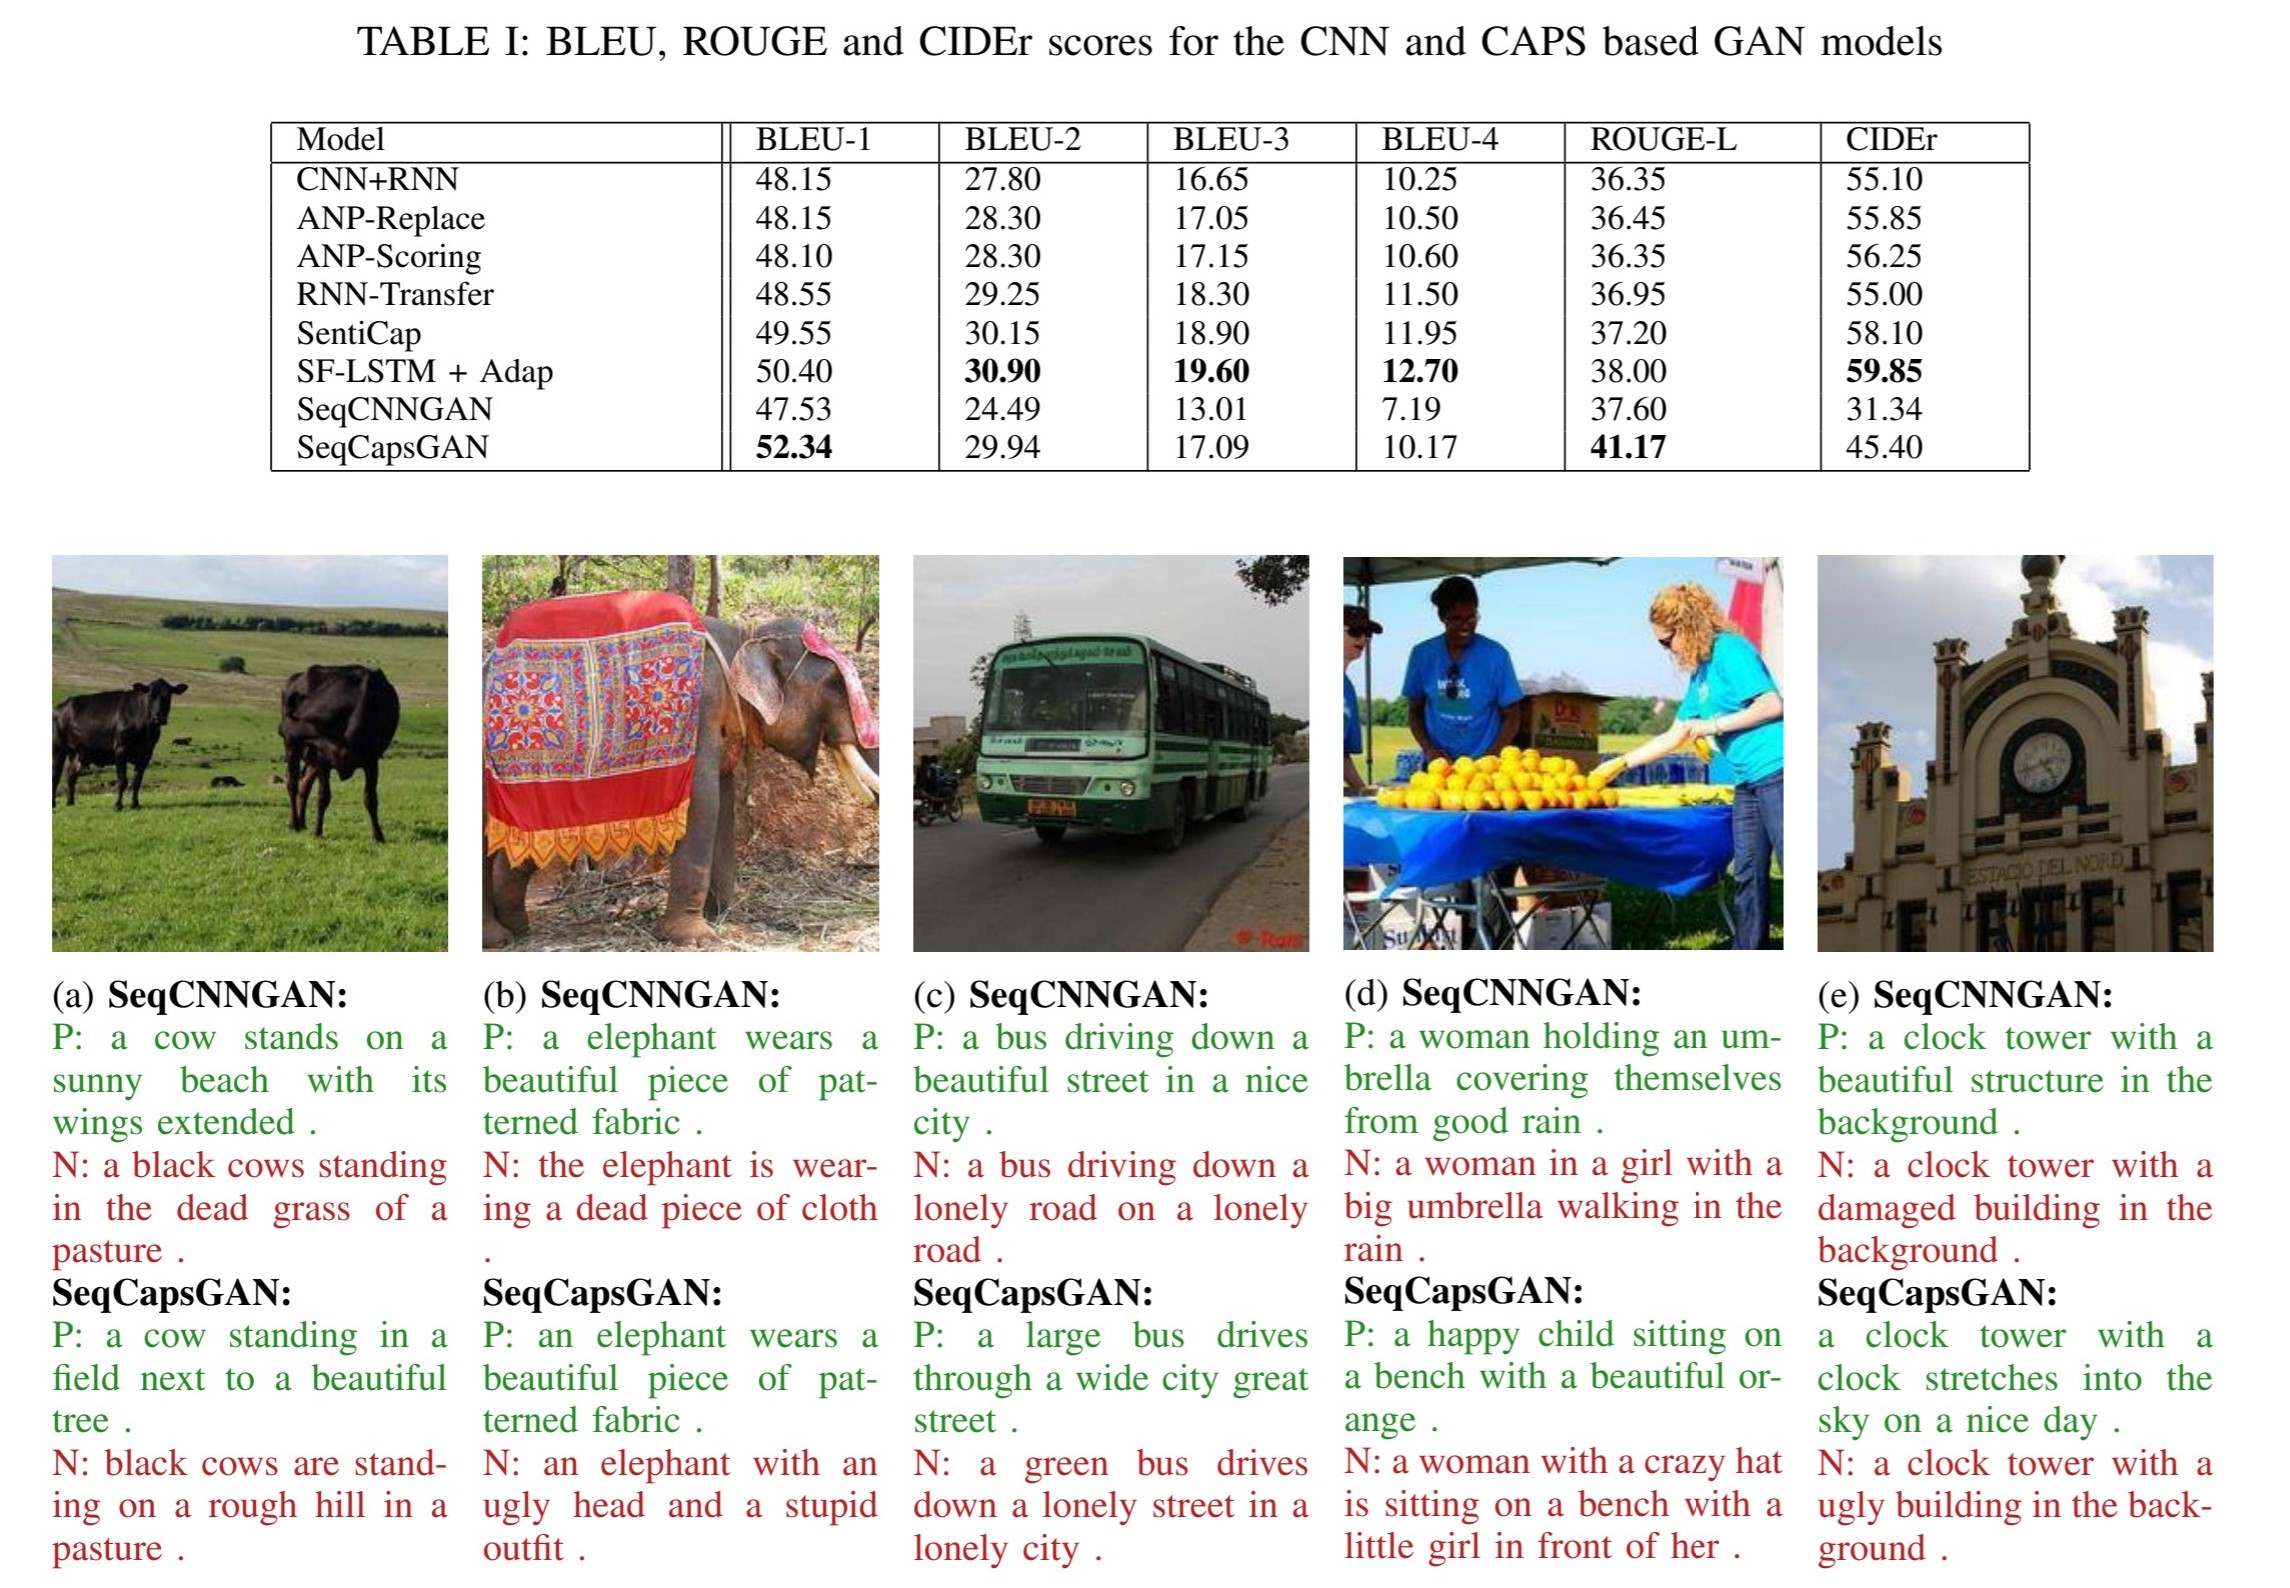 TABLE I: BLEU, ROUGE and CIDEr scores for the CNN and CAPS based GAN models
Model BLEU-1 BLEU-2 BLEU-3 BLEU-4 ROUGE-L CIDEr
CNN+RNN 48.15 27.80 16.65 10.25 36.35 55.10
ANP-Replace 48.15 28.30 17.05 10.50 36.45 55.85
ANP-Scoring 48.10 28.30 17.15 10.60 36.35 56.25
RNN-Transfer 48.55 29.25 18.30 11.50 36.95 55.00
SentiCap 49.55 30.15 18.90 11.95 37.20 58.10
SF-LSTM + Adap 50.40 30.90 19.60 12.70 38.00 59.85
SeqCNNGAN 47.53 24.49 13.01 7.19 37.60 31.34
SeqCapsGAN 52.34 29.94 17.09 10.17 41.17 45.40
ESTACIO DEL NORD
(a) SeqCNNGAN:
P: a cow stands on a
sunny beach with its
wings extended .
N: a black cows standing
in the dead grass of a
pasture .
SeqCapsGAN:
P: a cow standing in a
field next to a beautiful
tree .
N: black cows are stand-
ing on a rough hill in a
pasture .
(b) SeqCNNGAN:
P: a elephant wears a
beautiful piece of pat-
terned fabric .
N: the elephant is wear-
ing a dead piece of cloth
.
SeqCapsGAN:
P: an elephant wears a
beautiful piece of pat-
terned fabric .
N: an elephant with an
ugly head and a stupid
outfit .
(c) SeqCNNGAN:
P: a bus driving down a
beautiful street in a nice
city .
N: a bus driving down a
lonely road on a lonely
road .
SeqCapsGAN:
P: a large bus drives
through a wide city great
street .
N: a green bus drives
down a lonely street in a
lonely city .
(d) SeqCNNGAN:
P: a woman holding an um-
brella covering themselves
from good rain .
N: a woman in a girl with a
big umbrella walking in the
rain .
SeqCapsGAN:
P: a happy child sitting on
a bench with a beautiful or-
ange .
N: a woman with a crazy hat
is sitting on a bench with a
little girl in front of her .
(e) SeqCNNGAN:
P: a clock tower with a
beautiful structure in the
background .
N: a clock tower with a
damaged building in the
background .
SeqCapsGAN:
a clock tower with a
clock stretches into the
sky on a nice day .
N: a clock tower with a
ugly building in the back-
ground .